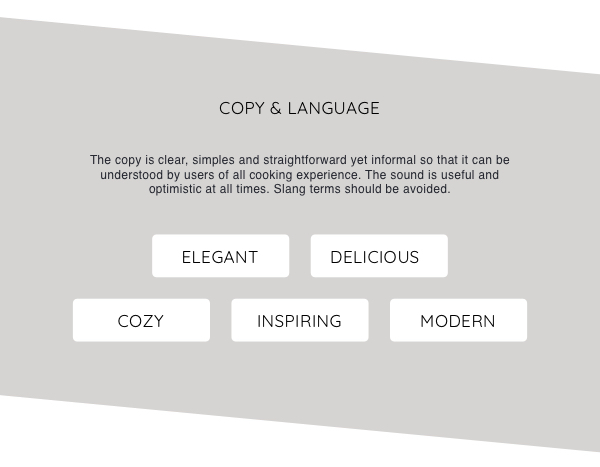 COPY & LANGUAGE
The copy is clear, simples and straightforward yet informal so that it can be
understood by users of all cooking experience. The sound is useful and
optimistic at all times. Slang terms should be avoided.
ELEGANT DELICIOUS
COZY INSPIRING MODERN